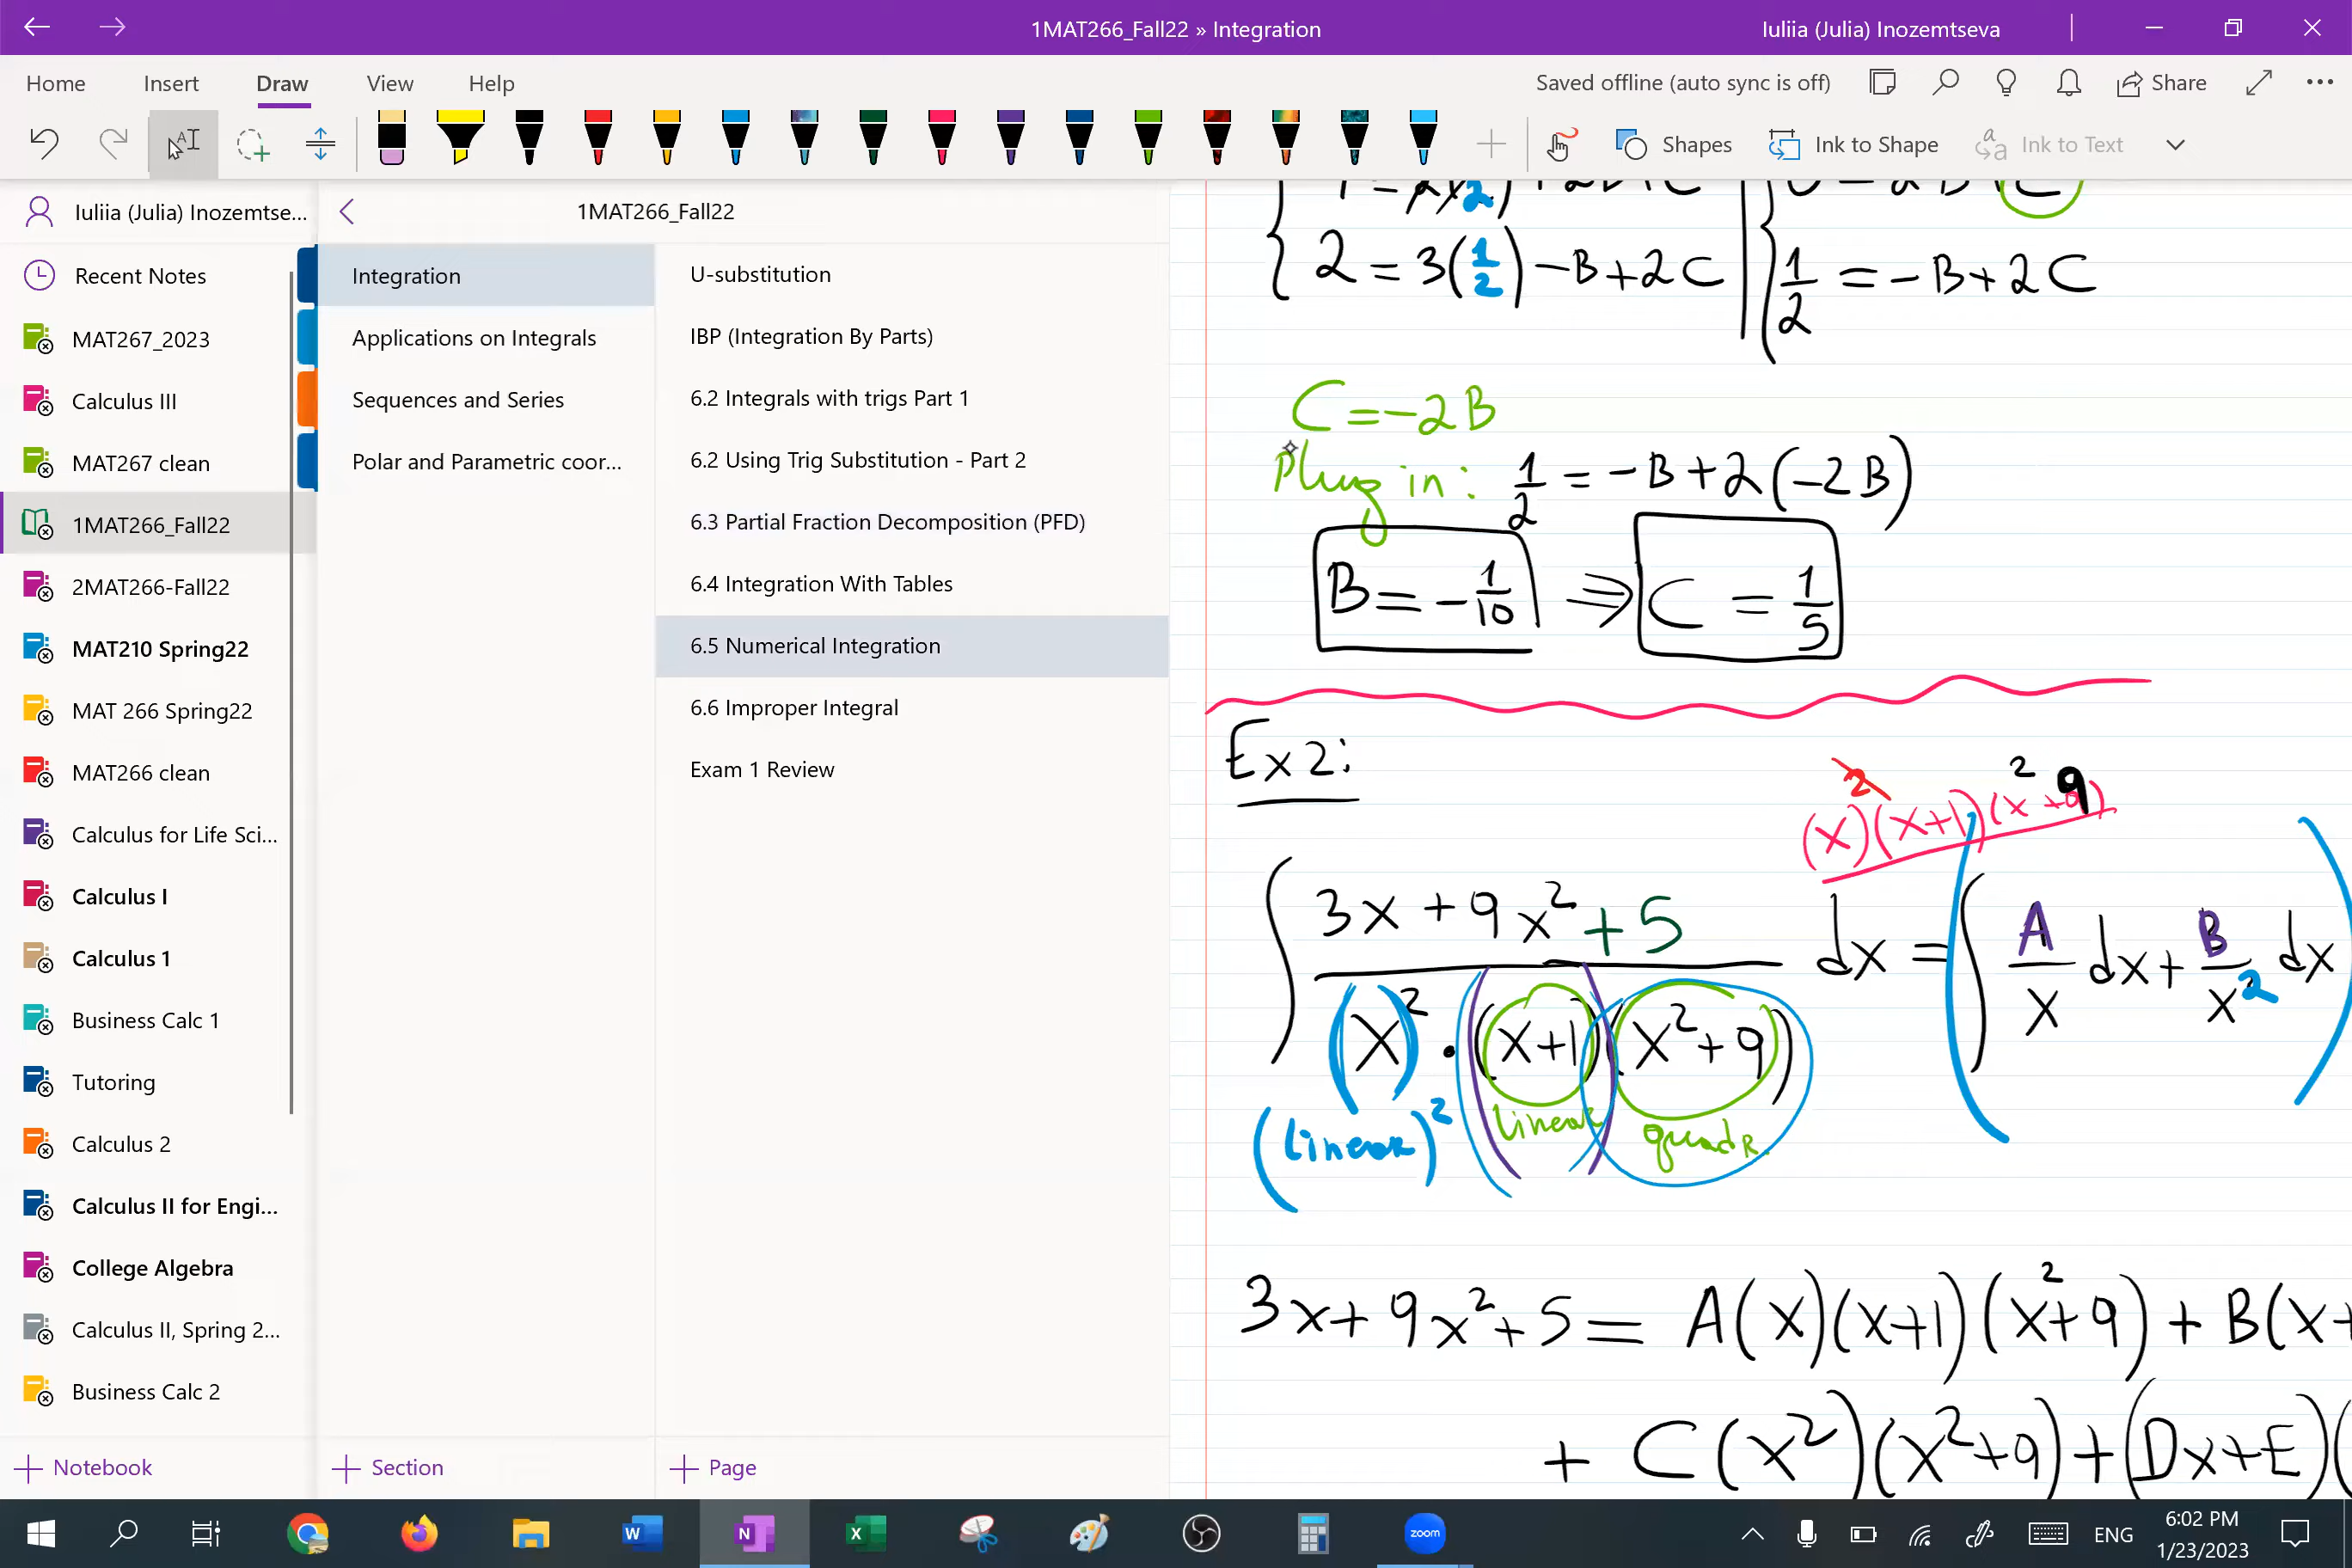 1MAT266_Fall22 » Integration
Iuliia (Julia) Inozemtseva
Home Insert Draw View Help
Saved offline (auto sync is off)
Share
Shapes
Ink to Shape
Ink to Text
Iuliia (Julia) Inozemtse...
Recent Notes
MAT267_2023
Calculus III
MAT267 clean
1MAT266_Fall22
2MAT266-Fall22
MAT210 Spring22
MAT 266 Spring22
MAT266 clean
Calculus for Life Sci...
Calculus I
Calculus 1
Business Calc 1
Tutoring
Calculus 2
Calculus II for Engi...
College Algebra
Calculus II, Spring 2...
Business Calc 2
Notebook
1MAT266_Fall22
Integration
Applications on Integrals
Sequences and Series
Polar and Parametric coor...
Section
U-substitution
IBP (Integration By Parts)
6.2 Integrals with trigs Part 1
6.2 Using Trig Substitution - Part 2
6.3 Partial Fraction Decomposition (PFD)
6.4 Integration With Tables
6.5 Numerical Integration
6.6 Improper Integral
Exam 1 Review
Page
2 = 3(1/2) - B + 2C
1/2 = - B + 2C
C = -2B
Plug in: 1/2 = -B + 2(-2B)
B = -1/10 ⇒ C = 1/5
Ex 2:
(x)(x+1)(x² + 9)
∫ (3x + 9x² + 5) / ((x)² · (x+1)(x² + 9)) dx = (∫ A/x dx + B/x² dx)
(linear)² linear quadr.
3x + 9x² + 5 = A(x)(x+1)(x²+9) + B(x+
+ C(x²)(x²+9) + (Dx+E)(
zoom
ENG
6:02 PM
1/23/2023